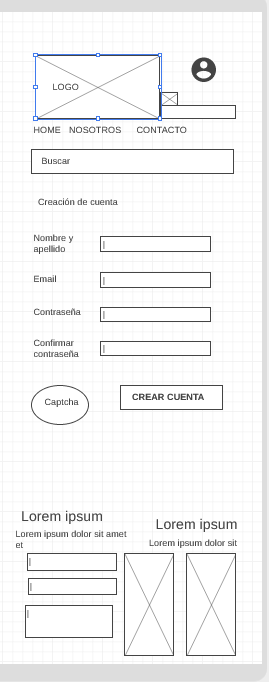 LOGO
HOME NOSOTROS CONTACTO
Buscar
Creación de cuenta
Nombre y
apellido
Email
Contraseña
Confirmar
contraseña
Captcha
CREAR CUENTA
Lorem ipsum
Lorem ipsum dolor sit amet
et
Lorem ipsum
Lorem ipsum dolor sit